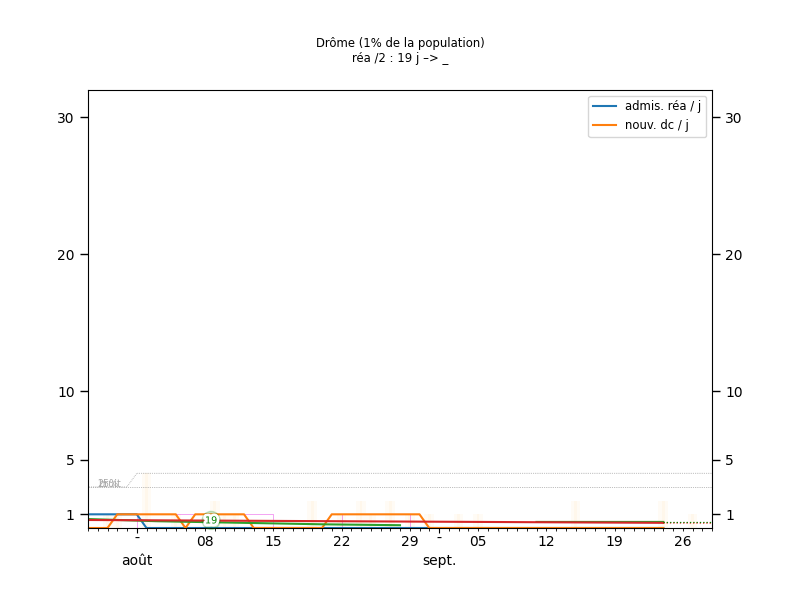 Drôme (1% de la population)
réa /2 : 19 j –> _
admis. réa / j
nouv. dc / j
30 30
20 20
10 10
5 5
1 1
19
- 08 15 22 29 - 05 12 19 26
août sept.